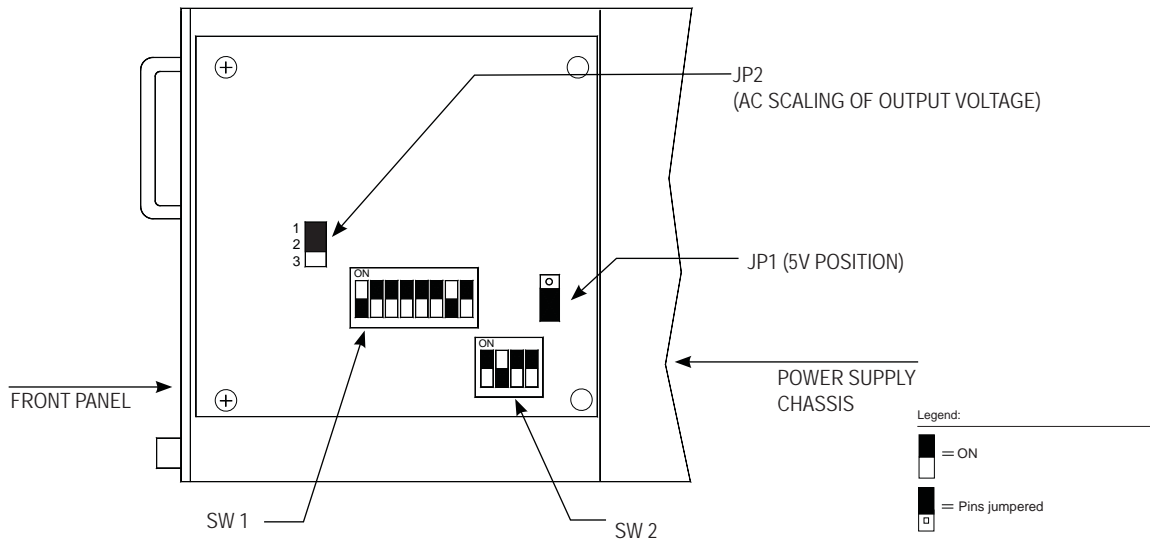 JP2
(AC SCALING OF OUTPUT VOLTAGE)
1
2
3
JP1 (5V POSITION)
ON
ON
FRONT PANEL
POWER SUPPLY
CHASSIS
Legend:
= ON
= Pins jumpered
SW 1
SW 2